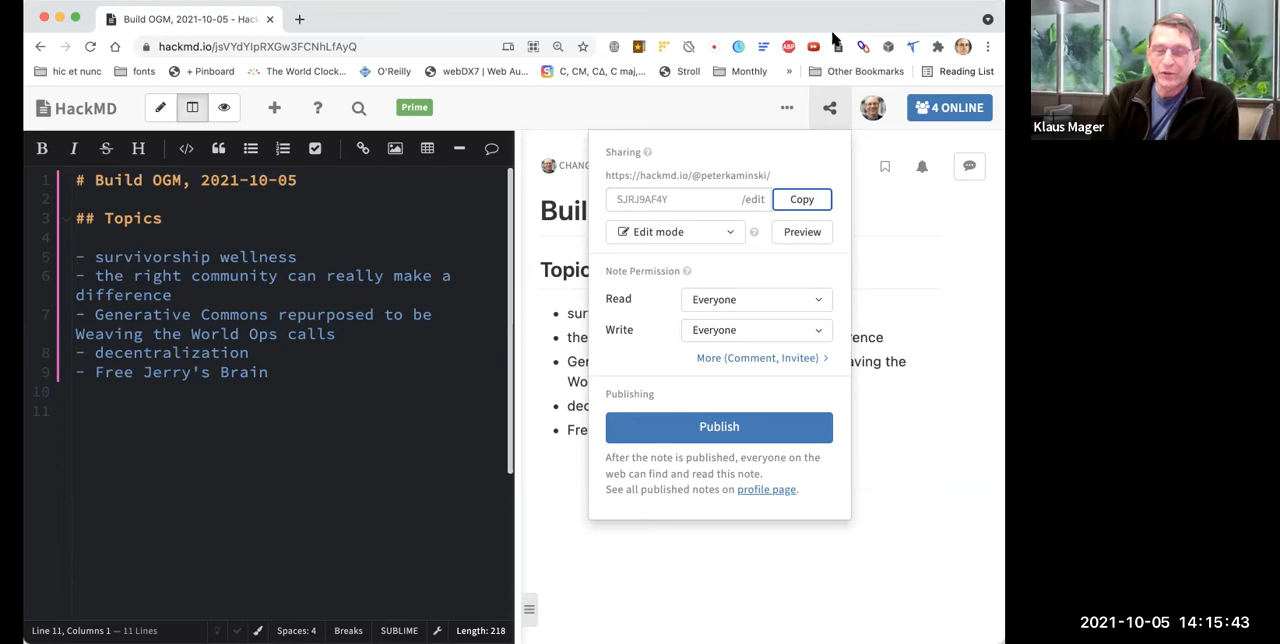 Build OGM, 2021-10-05 - Hac
hackmd.io/jsVYdYIpRXGw3FCNhLfAyQ
ABP
hic et nunc
fonts
+ Pinboard
The World Clock...
O'Reilly
webDX7 | Web Au...
C, CM, CΔ, C maj,...
Stroll
Monthly
»
Other Bookmarks
Reading List
HackMD
Prime
4 ONLINE
B I S H
1 # Build OGM, 2021-10-05
2
3 ## Topics
4
5 - survivorship wellness
6 - the right community can really make a
difference
7 - Generative Commons repurposed to be
Weaving the World Ops calls
8 - decentralization
9 - Free Jerry's Brain
10
11
Line 11, Columns 1 — 11 Lines
Spaces: 4
Breaks
SUBLIME
Length: 218
CHANG
Buil
Topic
sur
the
rence
Gen
aving the
Wo
dec
Fre
Sharing
https://hackmd.io/@peterkaminski/
SJRJ9AF4Y
/edit
Copy
Edit mode
Preview
Note Permission
Read
Everyone
Write
Everyone
More (Comment, Invitee) >
Publishing
Publish
After the note is published, everyone on the
web can find and read this note.
See all published notes on profile page.
Klaus Mager
2021-10-05 14:15:43